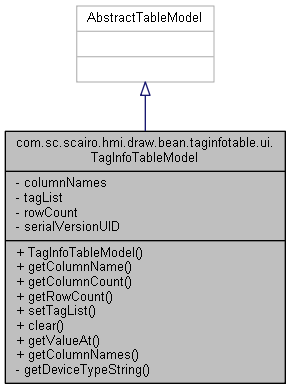 AbstractTableModel
com.sc.scairo.hmi.draw.bean.taginfotable.ui.
TagInfoTableModel
- columnNames
- tagList
- rowCount
- serialVersionUID
+ TagInfoTableModel()
+ getColumnName()
+ getColumnCount()
+ getRowCount()
+ setTagList()
+ clear()
+ getValueAt()
+ getColumnNames()
- getDeviceTypeString()